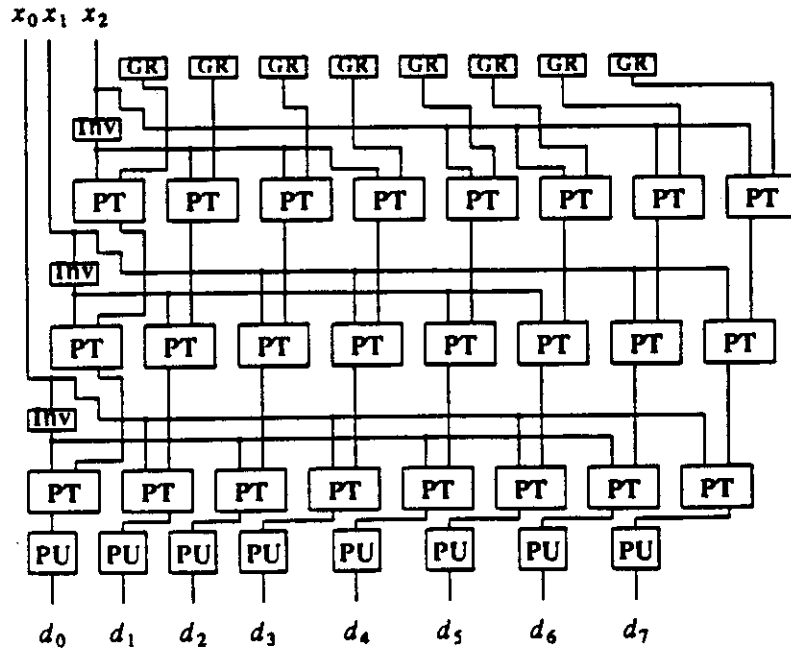 x₀ x₁ x₂
GR GR GR GR GR GR GR GR
Inv
PT PT PT PT PT PT PT PT
Inv
PT PT PT PT PT PT PT PT
Inv
PT PT PT PT PT PT PT PT
PU PU PU PU PU PU PU PU
d₀ d₁ d₂ d₃ d₄ d₅ d₆ d₇